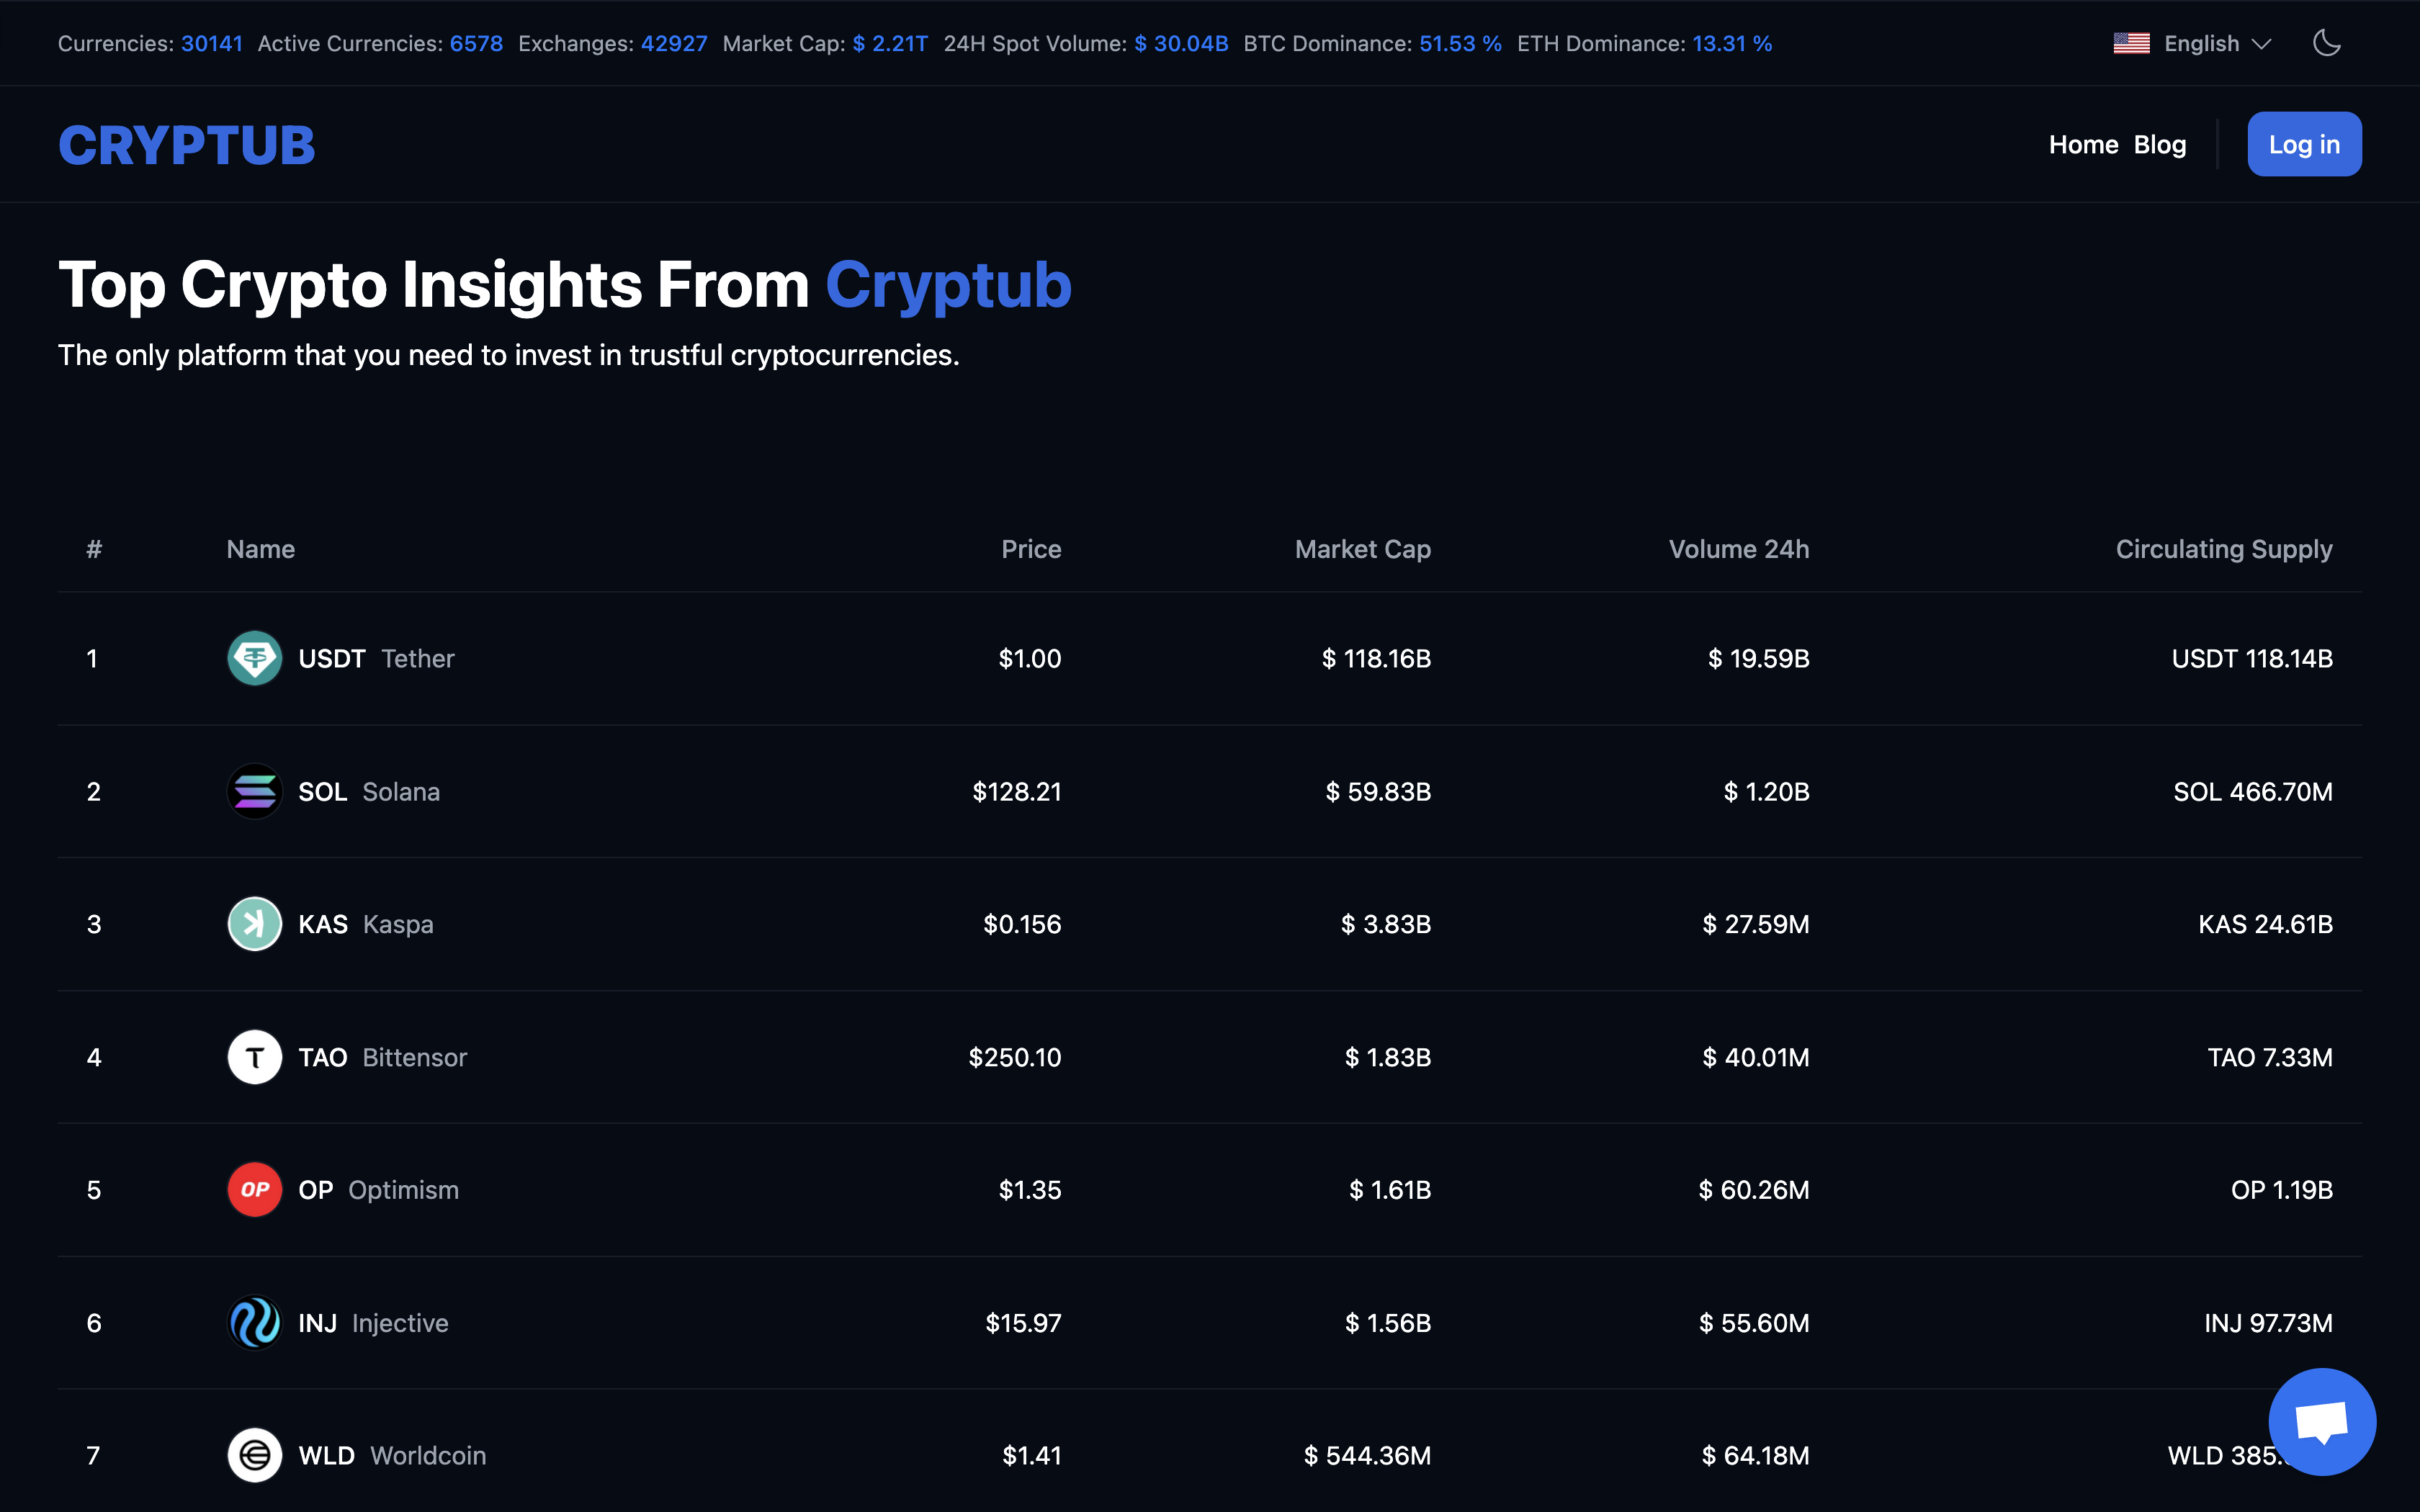 Currencies: 30141 Active Currencies: 6578 Exchanges: 42927 Market Cap: $ 2.21T 24H Spot Volume: $ 30.04B BTC Dominance: 51.53 % ETH Dominance: 13.31 % English
CRYPTUB Home Blog Log in
Top Crypto Insights From Cryptub
The only platform that you need to invest in trustful cryptocurrencies.
# Name Price Market Cap Volume 24h Circulating Supply
1 USDT Tether $1.00 $ 118.16B $ 19.59B USDT 118.14B
2 SOL Solana $128.21 $ 59.83B $ 1.20B SOL 466.70M
3 KAS Kaspa $0.156 $ 3.83B $ 27.59M KAS 24.61B
4 TAO Bittensor $250.10 $ 1.83B $ 40.01M TAO 7.33M
5 OP OP Optimism $1.35 $ 1.61B $ 60.26M OP 1.19B
6 INJ Injective $15.97 $ 1.56B $ 55.60M INJ 97.73M
7 WLD Worldcoin $1.41 $ 544.36M $ 64.18M WLD